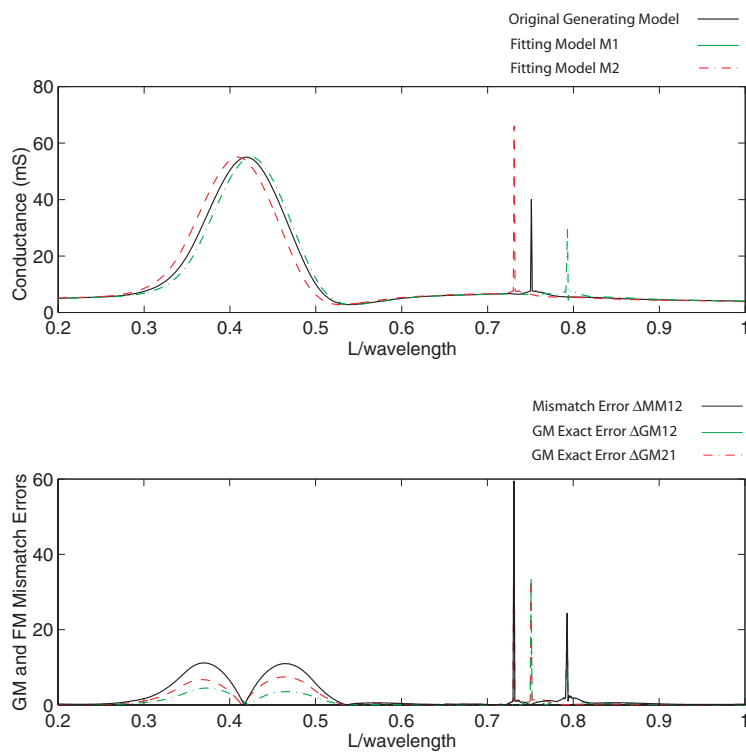 Original Generating Model
Fitting Model M1
Fitting Model M2
80
60
40
20
0
Conductance (mS)
0.2 0.3 0.4 0.5 0.6 0.7 0.8 0.9 1
L/wavelength
Mismatch Error ΔMM12
GM Exact Error ΔGM12
GM Exact Error ΔGM21
60
40
20
0
GM and FM Mismatch Errors
0.2 0.3 0.4 0.5 0.6 0.7 0.8 0.9 1
L/wavelength